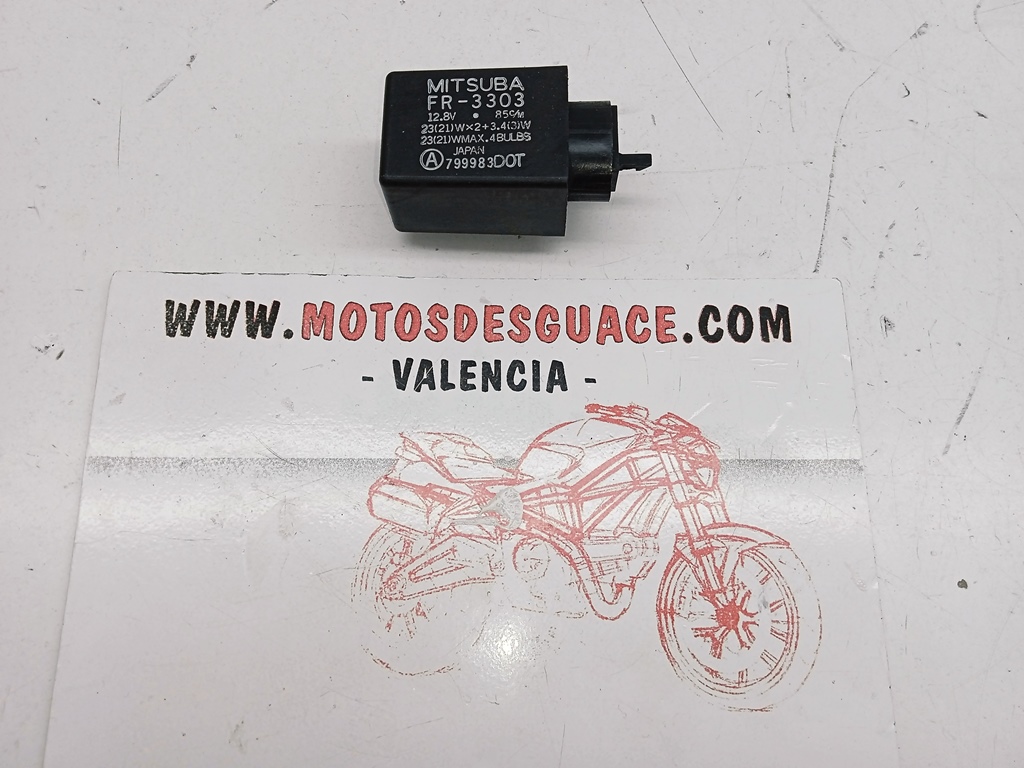 MITSUBA
FR-3303
12.8V • 85c/m
23(21)W×2+3.4(3)W
23(21)WMAX.4BULBS
JAPAN
Ⓐ799983DOT
WWW.MOTOSDESGUACE.COM
- VALENCIA -